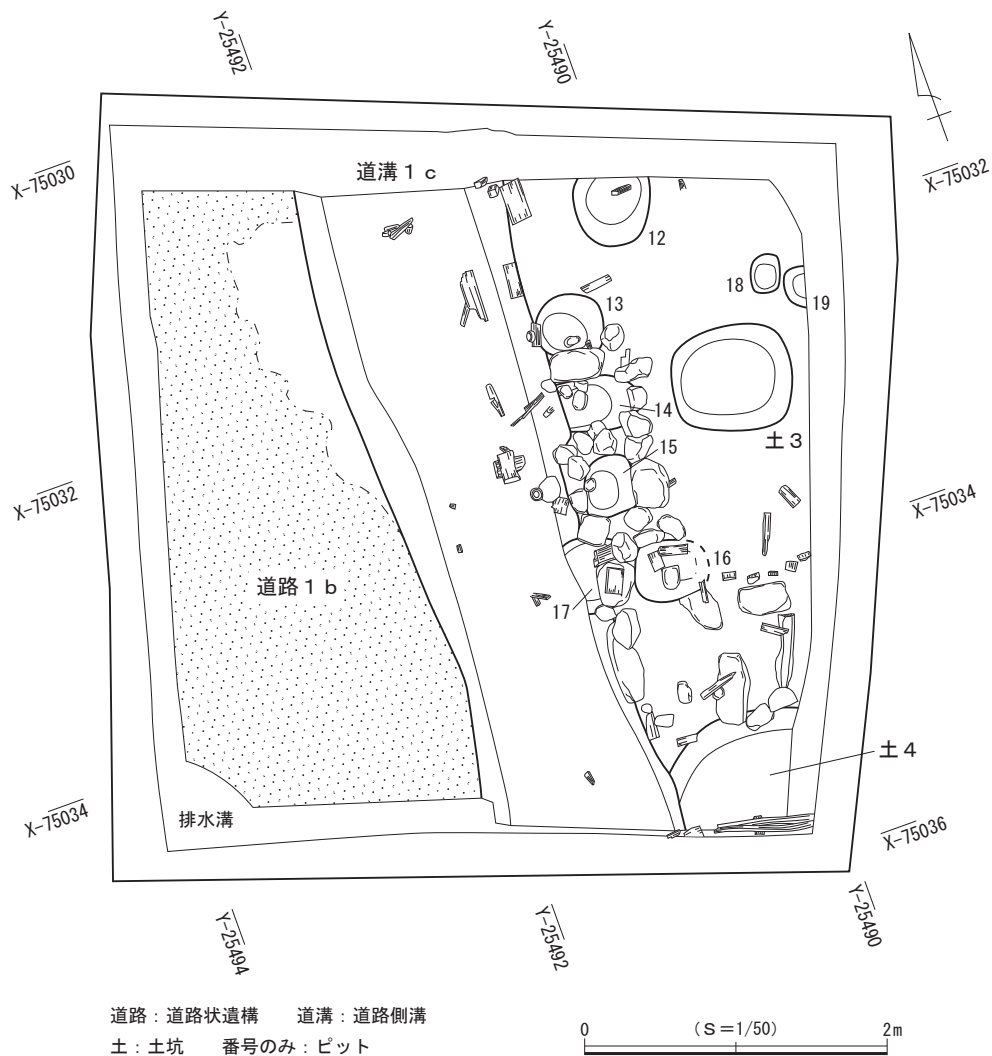 Y-25492
Y-25490
X-75030
X-75032
道溝1c
12
18
19
13
14
土3
15
X-75032
X-75034
16
道路1b
17
土4
X-75034
排水溝
X-75036
Y-25494
Y-25492
Y-25490
道路：道路状遺構　道溝：道路側溝
土：土坑　番号のみ：ピット
0 （S＝1/50） 2m